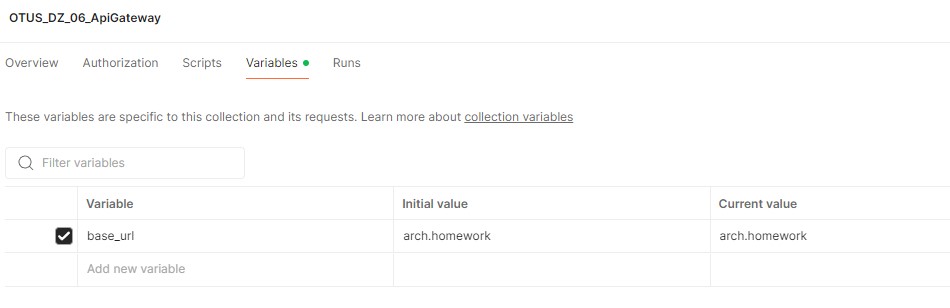 OTUS_DZ_06_ApiGateway
Overview Authorization Scripts Variables Runs
These variables are specific to this collection and its requests. Learn more about collection variables
Filter variables
Variable Initial value Current value
base_url arch.homework arch.homework
Add new variable